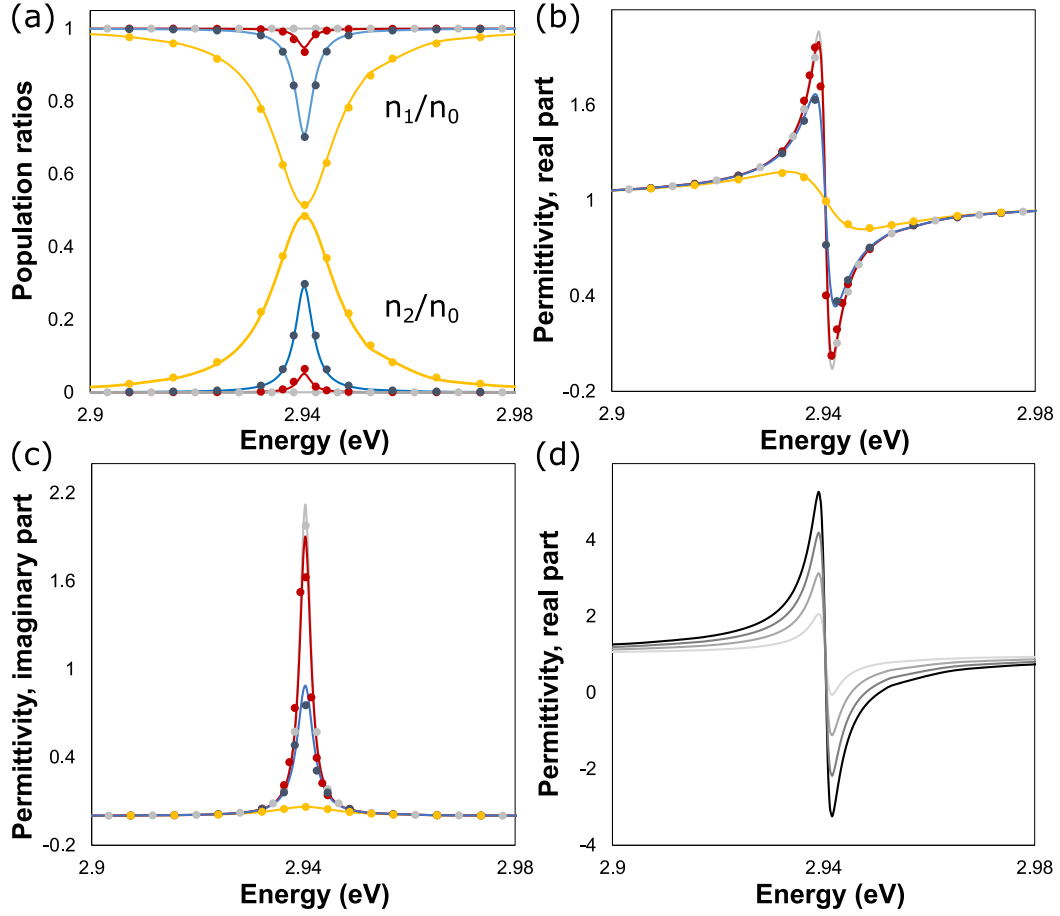 (a)
Population ratios
1
0.8
0.6
0.4
0.2
0
n1/n0
n2/n0
2.9
2.94
2.98
Energy (eV)
(b)
Permittivity, real part
1.6
1
0.4
-0.2
2.9
2.94
2.98
Energy (eV)
(c)
Permittivity, imaginary part
2.2
1.6
1
0.4
-0.2
2.9
2.94
2.98
Energy (eV)
(d)
Permittivity, real part
4
2
0
-2
-4
2.9
2.94
2.98
Energy (eV)